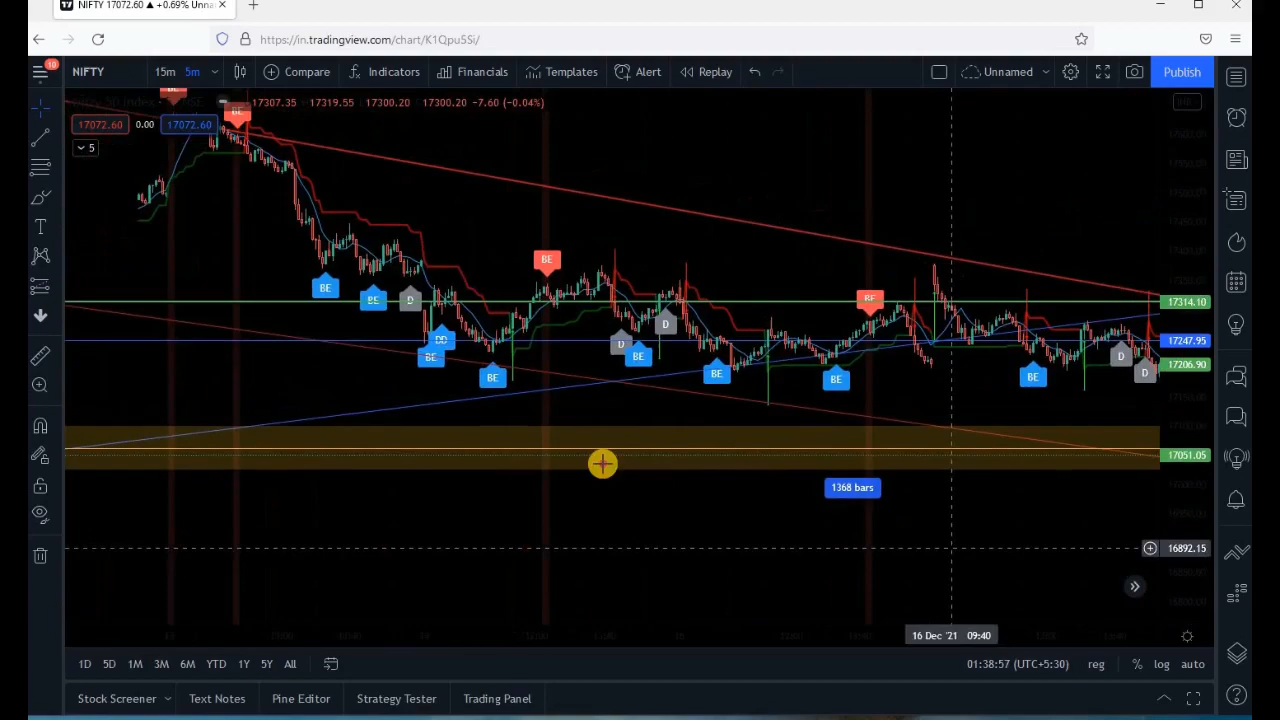 NIFTY 17072.60 ▲ +0.69% Unna
https://in.tradingview.com/chart/K1Qpu5Si/
10
NIFTY 15m 5m Compare Indicators Financials Templates Alert Replay Unnamed Publish
17307.35 17319.55 17300.20 17300.20 -7.60 (-0.04%)
17072.60 0.00 17072.60
5
BE
BE
BE
BE
17314.10
BE
BE
BE
D
D
D
DD
17247.95
D
BE
BE
D
17206.90
BE
BE
BE
BE
D
17051.05
1368 bars
16892.15
16 Dec '21 09:40
1D 5D 1M 3M 6M YTD 1Y 5Y All 01:38:57 (UTC+5:30) reg % log auto
Stock Screener Text Notes Pine Editor Strategy Tester Trading Panel